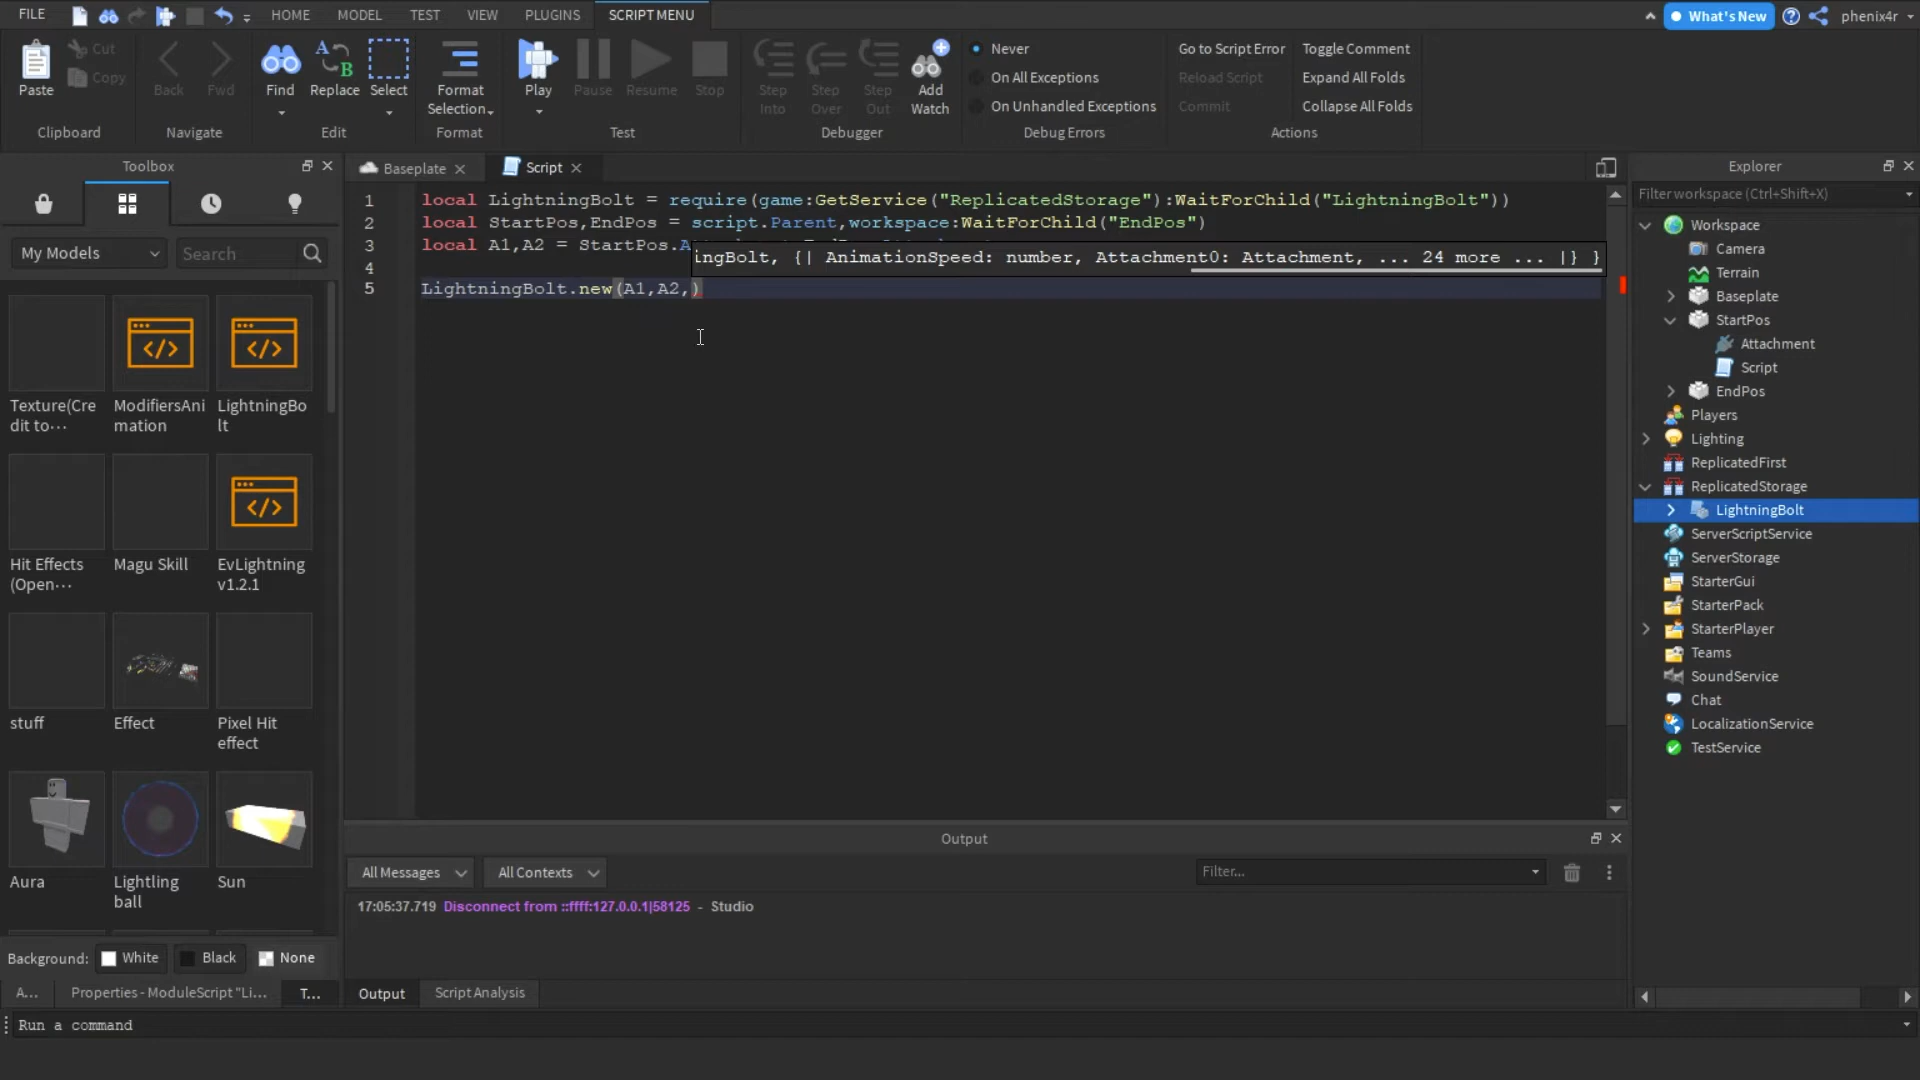 FILE HOME MODEL TEST VIEW PLUGINS SCRIPT MENU What's New phenix4r
Paste Cut Copy
Clipboard
Back Fwd
Navigate
Find Replace Select
Edit
Format Selection
Format
Play Pause Resume Stop
Test
Step Into Step Over Step Out Add Watch
Debugger
Never
On All Exceptions
On Unhandled Exceptions
Debug Errors
Go to Script Error Toggle Comment
Reload Script Expand All Folds
Commit Collapse All Folds
Actions
Toolbox
My Models Search
Texture(Cre dit to···
ModifiersAni mation
LightningBo lt
Hit Effects (Open···
Magu Skill
EvLightning v1.2.1
stuff
Effect
Pixel Hit effect
Aura
Lightling ball
Sun
Background: White Black None
A... Properties - ModuleScript "Li... T...
Baseplate Script
1 local LightningBolt = require(game:GetService("ReplicatedStorage"):WaitForChild("LightningBolt"))
2 local StartPos,EndPos = script.Parent,workspace:WaitForChild("EndPos")
3 local A1,A2 = StartPos.A
ingBolt, {| AnimationSpeed: number, Attachment0: Attachment, ... 24 more ... |} }
4
5 LightningBolt.new(A1,A2,)
Output
All Messages All Contexts Filter...
17:05:37.719 Disconnect from ::ffff:127.0.0.1|58125 - Studio
Output Script Analysis
Run a command
Explorer
Filter workspace (Ctrl+Shift+X)
Workspace
Camera
Terrain
Baseplate
StartPos
Attachment
Script
EndPos
Players
Lighting
ReplicatedFirst
ReplicatedStorage
LightningBolt
ServerScriptService
ServerStorage
StarterGui
StarterPack
StarterPlayer
Teams
SoundService
Chat
LocalizationService
TestService